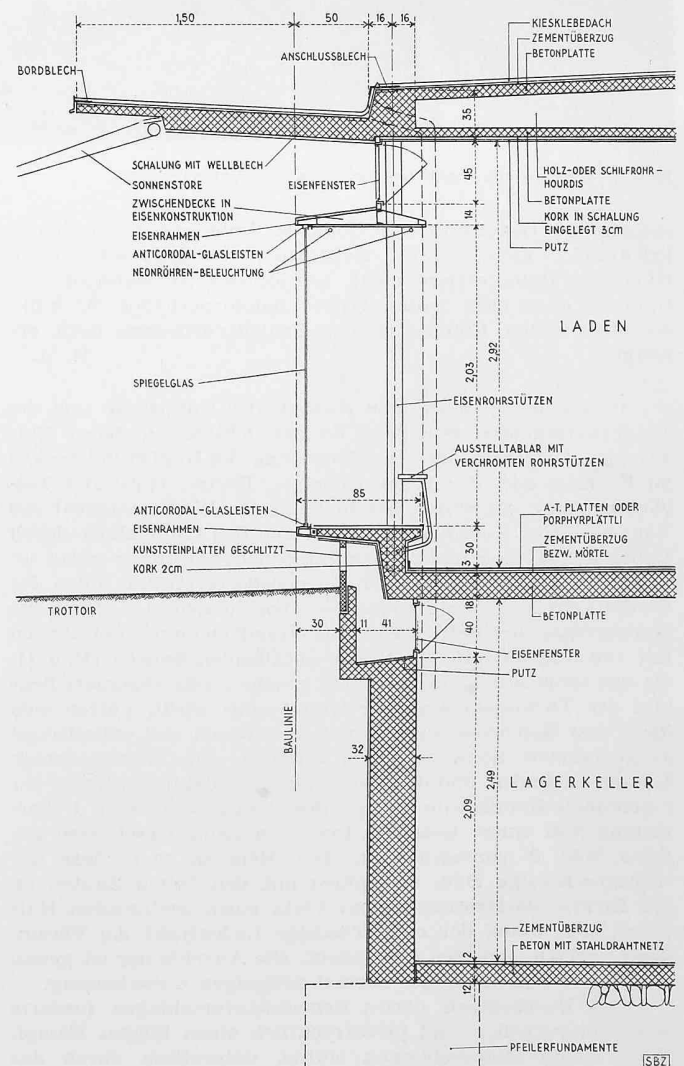 1,50
50
16
16
KIESKLEBEDACH
ZEMENTÜBERZUG
BETONPLATTE
ANSCHLUSSBLECH
BORDBLECH
35
SCHALUNG MIT WELLBLECH
SONNENSTORE
ZWISCHENDECKE IN
EISENKONSTRUKTION
EISENRAHMEN
ANTICORODAL-GLASLEISTEN
NEONRÖHREN-BELEUCHTUNG
EISENFENSTER
45
14
HOLZ-ODER SCHILFROHR-
HOURDIS
BETONPLATTE
KORK IN SCHALUNG
EINGELEGT 3cm
PUTZ
LADEN
2,03
2,92
SPIEGELGLAS
EISENROHRSTÜTZEN
AUSSTELLTABLAR MIT
VERCHROMTEN ROHRSTÜTZEN
85
ANTICORODAL-GLASLEISTEN
EISENRAHMEN
KUNSTSTEINPLATTEN GESCHLITZT
KORK 2cm
A-T. PLATTEN ODER
PORPHYRPLÄTTLI
ZEMENTÜBERZUG
BEZW. MÖRTEL
30
3
BETONPLATTE
TROTTOIR
18
30
11
41
40
EISENFENSTER
PUTZ
BAULINIE
32
2,09
2,49
LAGERKELLER
ZEMENTÜBERZUG
BETON MIT STAHLDRAHTNETZ
2
12
PFEILERFUNDAMENTE
SBZ